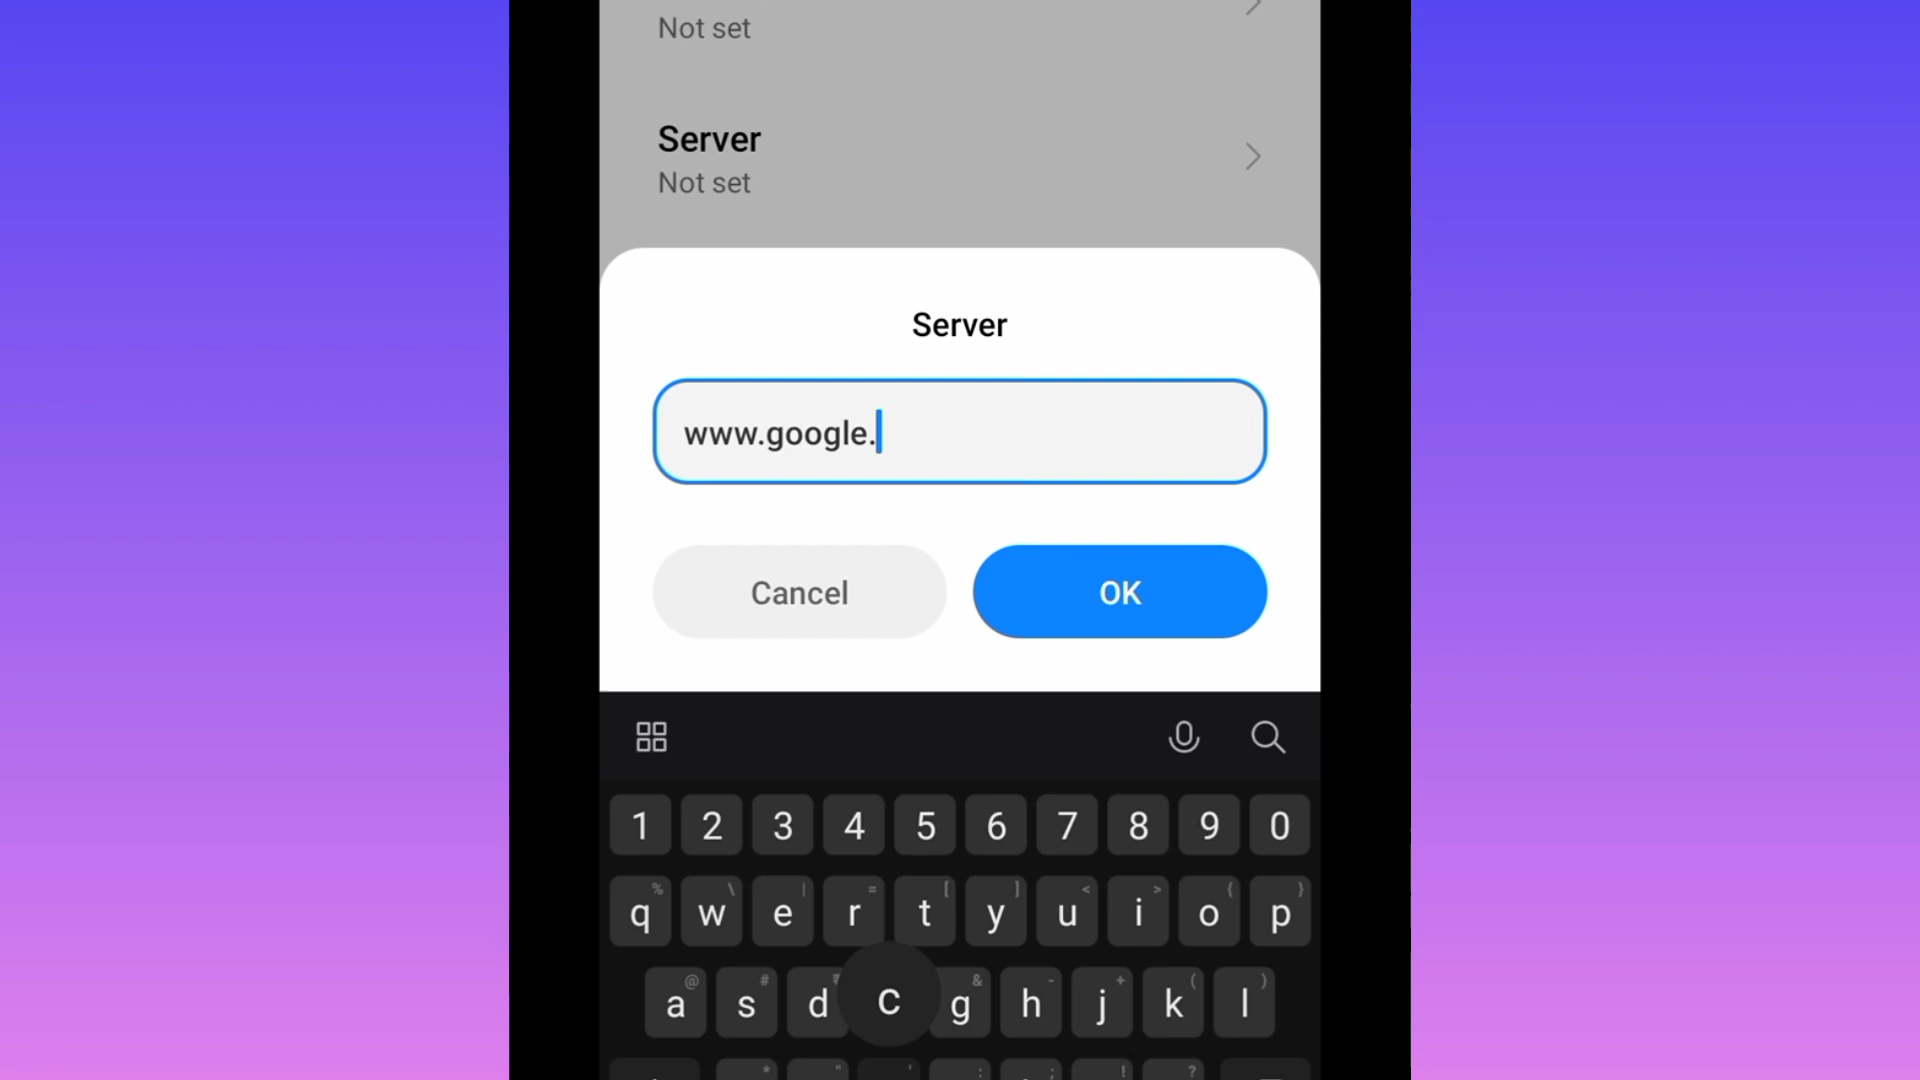 Not set
Server
Not set
Server
www.google.
Cancel
OK
1 2 3 4 5 6 7 8 9 0
% \ | = [ ] < > { }
q w e r t y u i o p
@ # & - + ( )
a s d c g h j k l
* " ' : ; ! ?